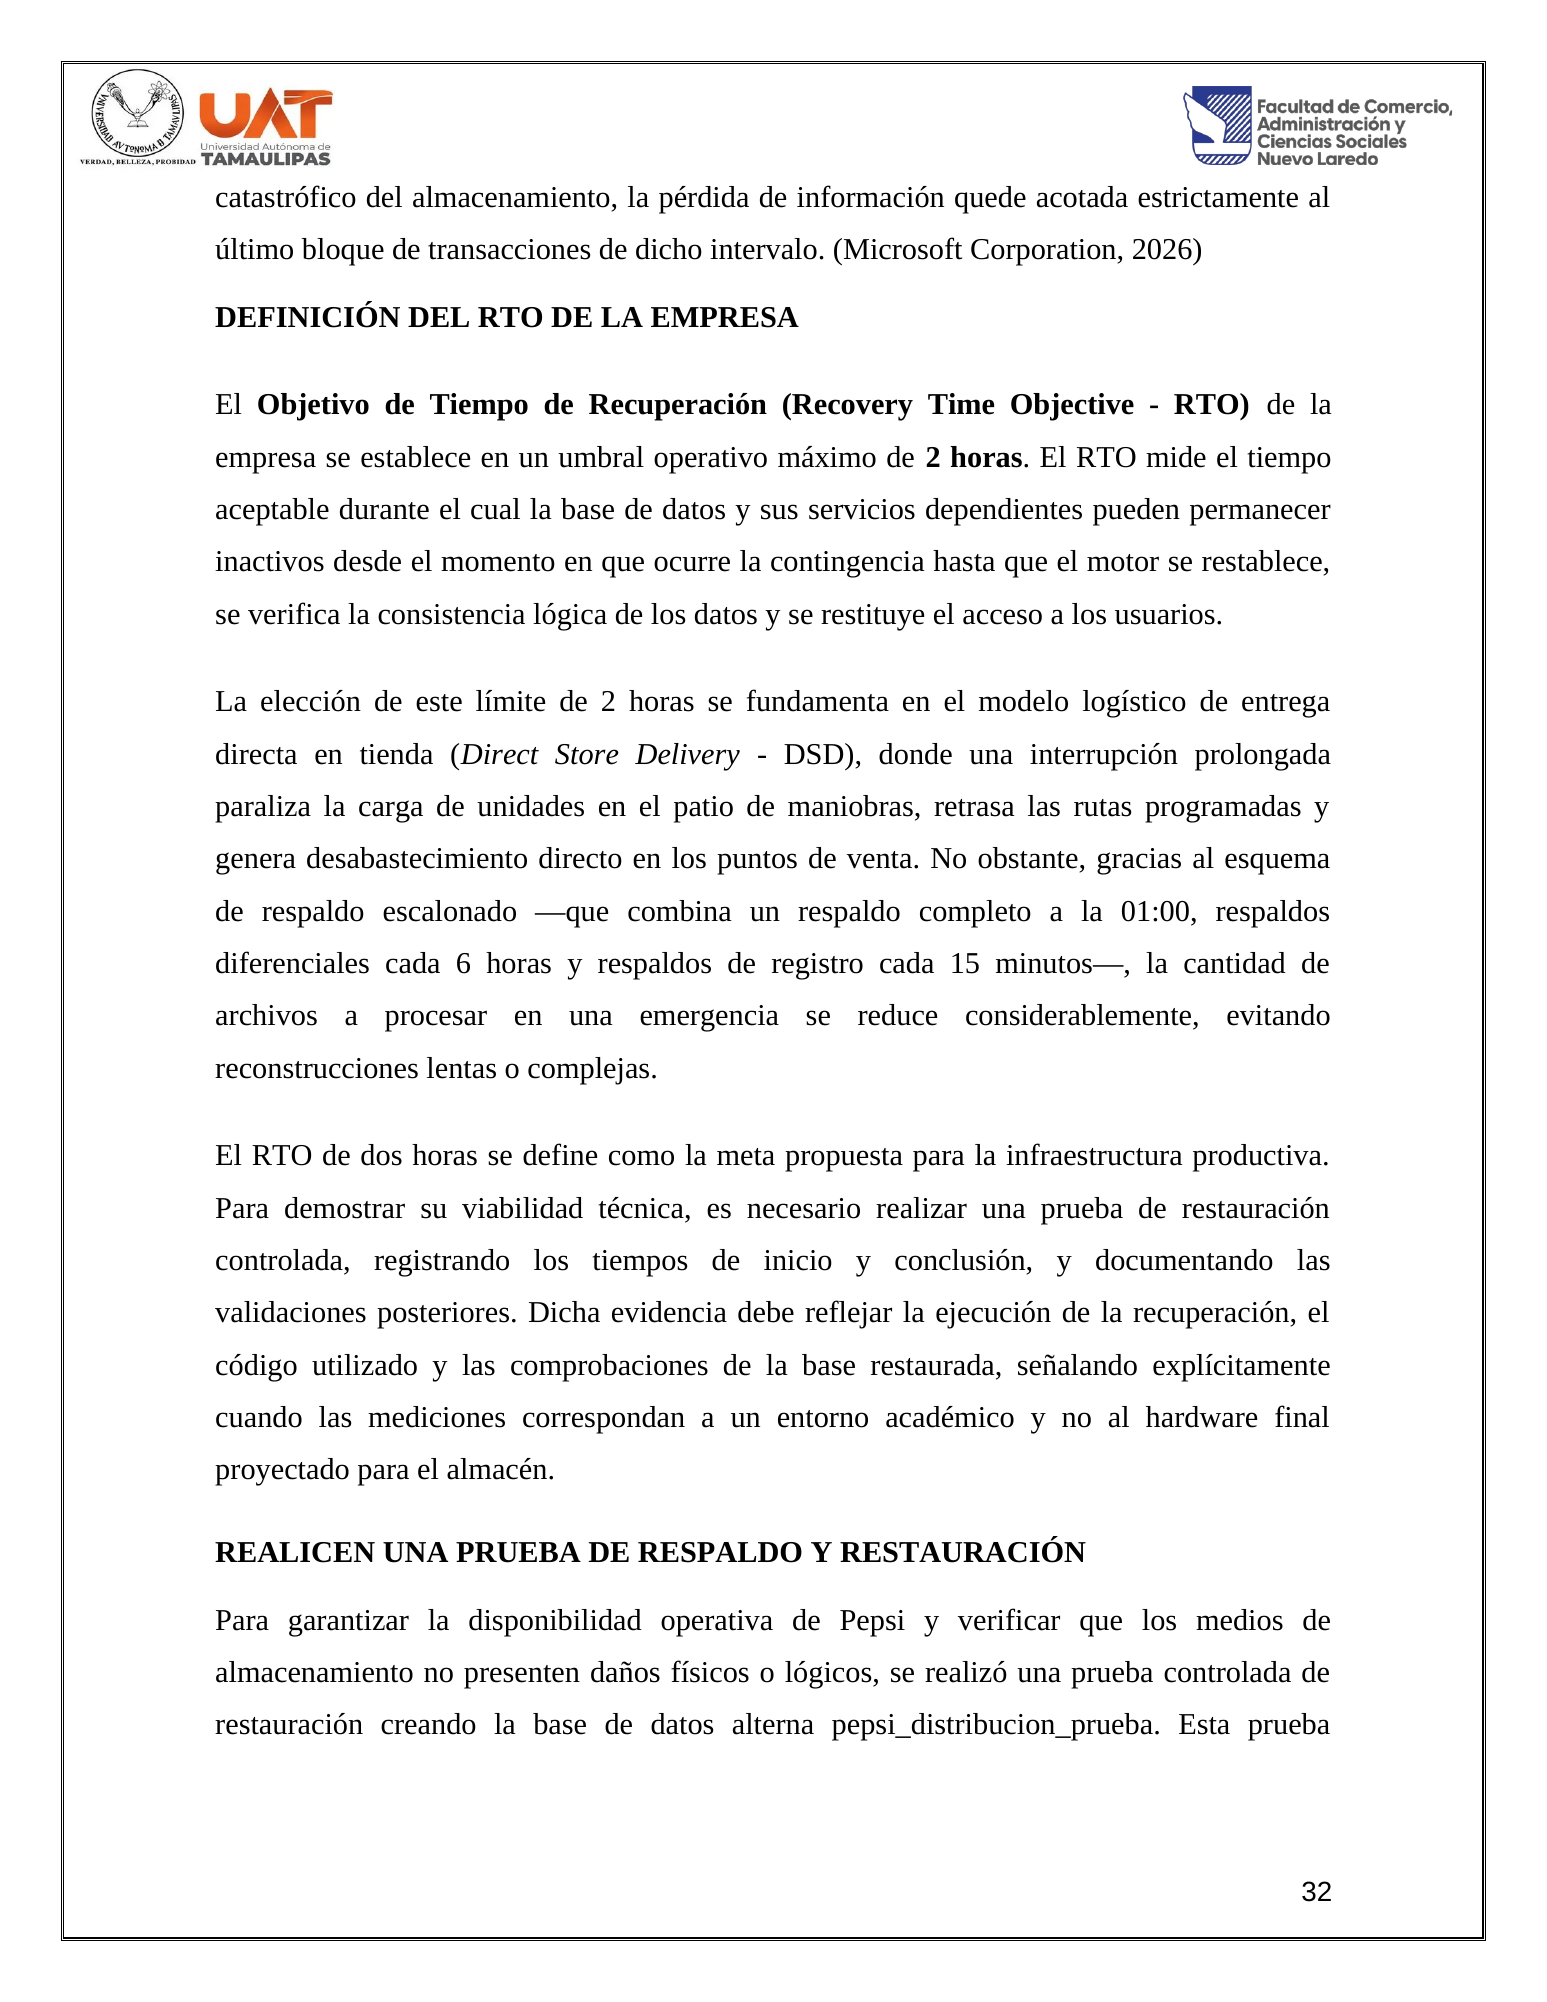 VNIVERSIDAD AVTONOMA D TAMAVLIPAS
VERDAD, BELLEZA, PROBIDAD
UAT
Universidad Autónoma de
TAMAULIPAS
Facultad de Comercio,
Administración y
Ciencias Sociales
Nuevo Laredo
catastrófico del almacenamiento, la pérdida de información quede acotada estrictamente al
último bloque de transacciones de dicho intervalo. (Microsoft Corporation, 2026)
DEFINICIÓN DEL RTO DE LA EMPRESA
El Objetivo de Tiempo de Recuperación (Recovery Time Objective - RTO) de la
empresa se establece en un umbral operativo máximo de 2 horas. El RTO mide el tiempo
aceptable durante el cual la base de datos y sus servicios dependientes pueden permanecer
inactivos desde el momento en que ocurre la contingencia hasta que el motor se restablece,
se verifica la consistencia lógica de los datos y se restituye el acceso a los usuarios.
La elección de este límite de 2 horas se fundamenta en el modelo logístico de entrega
directa en tienda (Direct Store Delivery - DSD), donde una interrupción prolongada
paraliza la carga de unidades en el patio de maniobras, retrasa las rutas programadas y
genera desabastecimiento directo en los puntos de venta. No obstante, gracias al esquema
de respaldo escalonado —que combina un respaldo completo a la 01:00, respaldos
diferenciales cada 6 horas y respaldos de registro cada 15 minutos—, la cantidad de
archivos a procesar en una emergencia se reduce considerablemente, evitando
reconstrucciones lentas o complejas.
El RTO de dos horas se define como la meta propuesta para la infraestructura productiva.
Para demostrar su viabilidad técnica, es necesario realizar una prueba de restauración
controlada, registrando los tiempos de inicio y conclusión, y documentando las
validaciones posteriores. Dicha evidencia debe reflejar la ejecución de la recuperación, el
código utilizado y las comprobaciones de la base restaurada, señalando explícitamente
cuando las mediciones correspondan a un entorno académico y no al hardware final
proyectado para el almacén.
REALICEN UNA PRUEBA DE RESPALDO Y RESTAURACIÓN
Para garantizar la disponibilidad operativa de Pepsi y verificar que los medios de
almacenamiento no presenten daños físicos o lógicos, se realizó una prueba controlada de
restauración creando la base de datos alterna pepsi_distribucion_prueba. Esta prueba
32